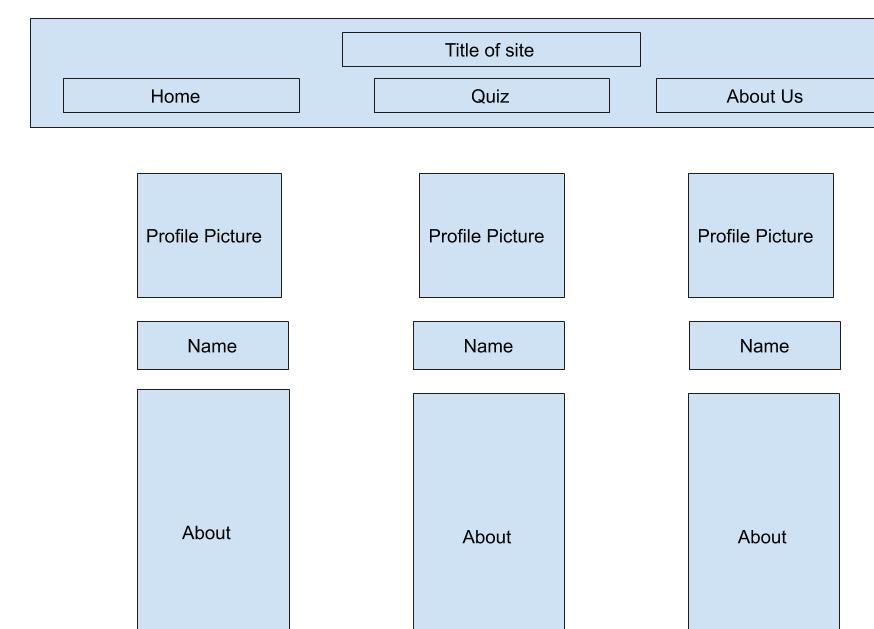 Title of site
Home
Quiz
About Us
Profile Picture
Profile Picture
Profile Picture
Name
Name
Name
About
About
About